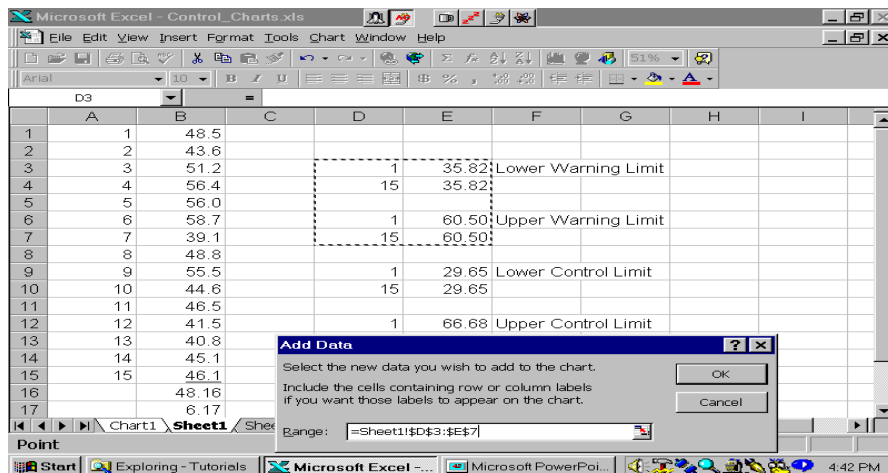 Microsoft Excel - Control_Charts.xls
File Edit View Insert Format Tools Chart Window Help
51%
Arial 10 B I U
D3 =
A B C D E F G H I
1 1 48.5
2 2 43.6
3 3 51.2 1 35.82 Lower Warning Limit
4 4 56.4 15 35.82
5 5 56.0
6 6 58.7 1 60.50 Upper Warning Limit
7 7 39.1 15 60.50
8 8 48.8
9 9 55.5 1 29.65 Lower Control Limit
10 10 44.6 15 29.65
11 11 46.5
12 12 41.5 1 66.68 Upper Control Limit
13 13 40.8
14 14 45.1
15 15 46.1
16 48.16
17 6.17
Add Data
Select the new data you wish to add to the chart.
Include the cells containing row or column labels
if you want those labels to appear on the chart.
Range: =Sheet1!$D$3:$E$7
OK
Cancel
Chart1 Sheet1 Shee
Point
Start Exploring - Tutorials Microsoft Excel -... Microsoft PowerPoi... 4:42 PM